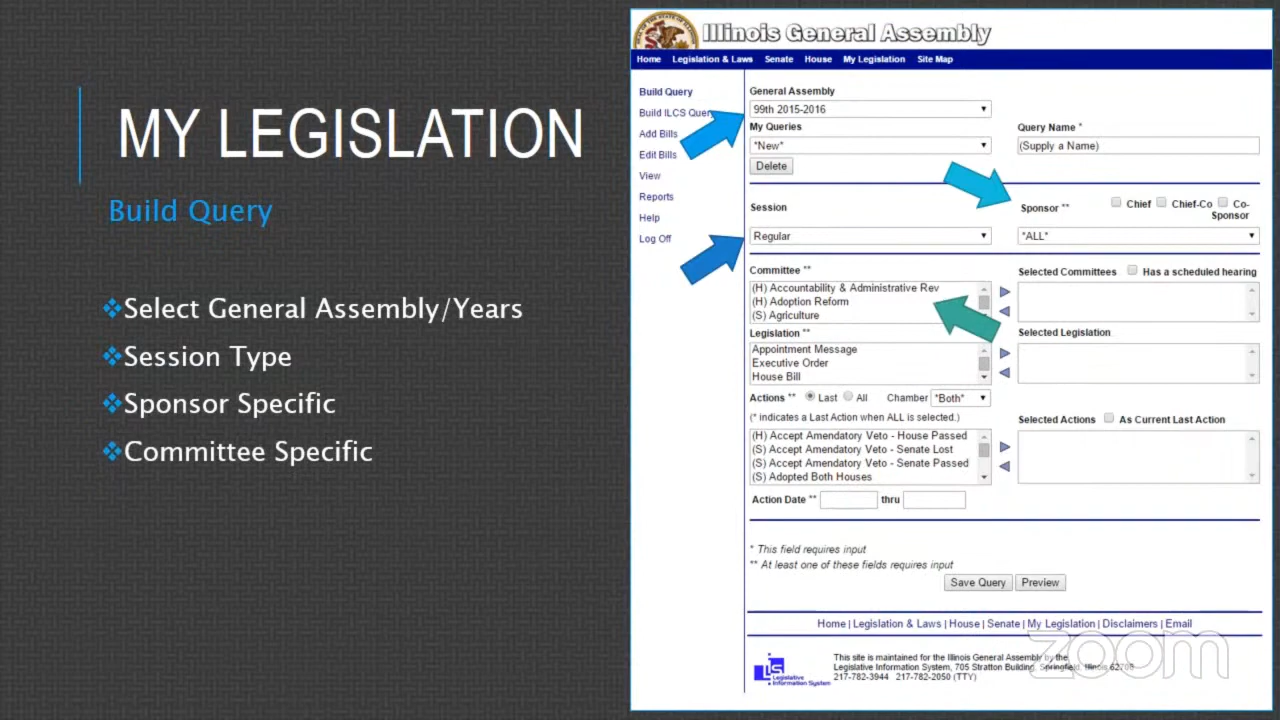 MY LEGISLATION
Build Query
❖Select General Assembly/Years
❖Session Type
❖Sponsor Specific
❖Committee Specific
Illinois General Assembly
Home Legislation & Laws Senate House My Legislation Site Map
Build Query
Build ILCS Query
Add Bills
Edit Bills
View
Reports
Help
Log Off
General Assembly
99th 2015-2016
My Queries
Query Name *
*New*
(Supply a Name)
Delete
Session
Sponsor ** Chief Chief-Co Co-
Sponsor
Regular
*ALL*
Committee **
Selected Committees Has a scheduled hearing
(H) Accountability & Administrative Rev
(H) Adoption Reform
(S) Agriculture
Legislation **
Selected Legislation
Appointment Message
Executive Order
House Bill
Actions ** Last All Chamber *Both*
(* indicates a Last Action when ALL is selected.)
Selected Actions As Current Last Action
(H) Accept Amendatory Veto - House Passed
(S) Accept Amendatory Veto - Senate Lost
(S) Accept Amendatory Veto - Senate Passed
(S) Adopted Both Houses
Action Date ** thru
* This field requires input
** At least one of these fields requires input
Save Query Preview
Home | Legislation & Laws | House | Senate | My Legislation | Disclaimers | Email
LIS Legislative
Information System
This site is maintained for the Illinois General Assembly by the
Legislative Information System, 705 Stratton Building, Springfield, Illinois 62706
217-782-3944 217-782-2050 (TTY)
zoom